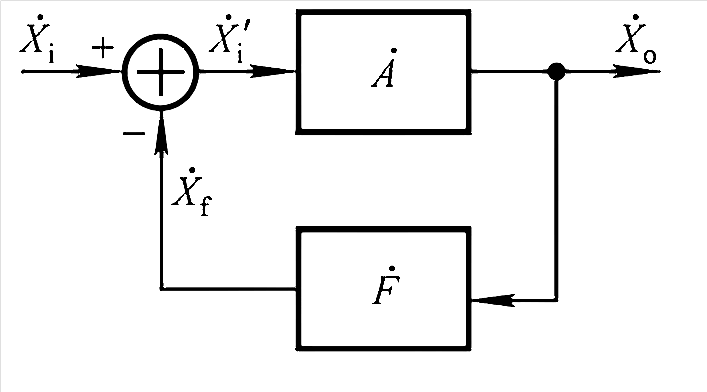 Ẋi + Ẋi′ Ȧ Ẋo
−
Ẋf
Ḟ